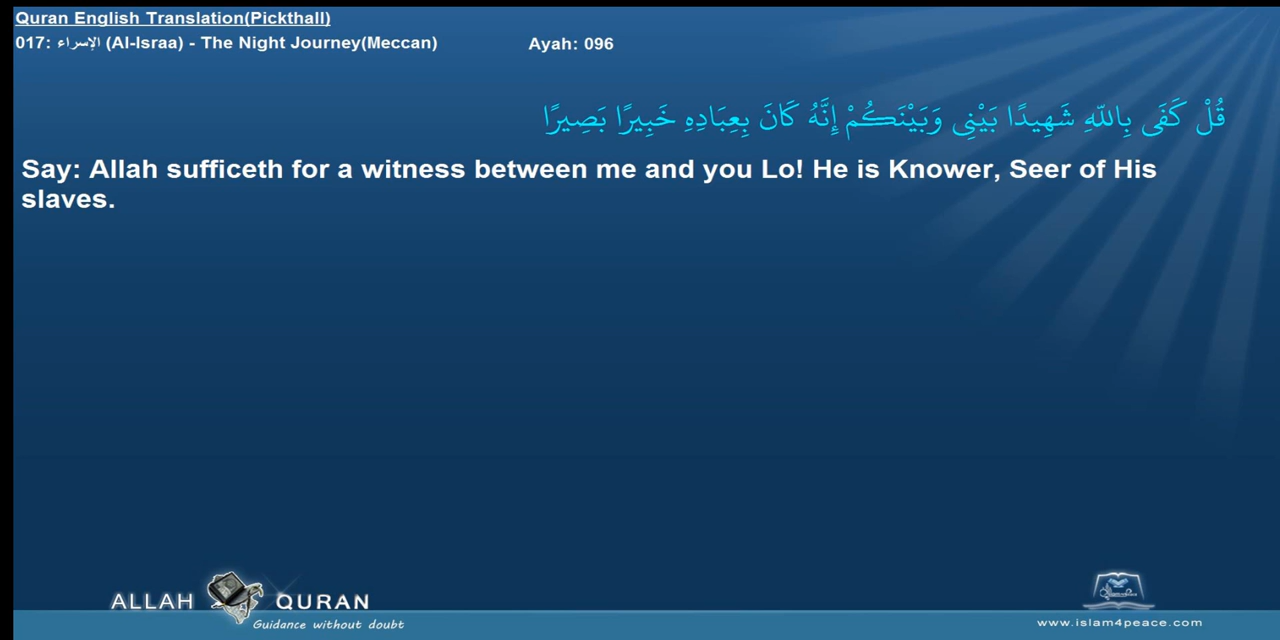 Quran English Translation(Pickthall)
017: الإسراء (Al-Israa) - The Night Journey(Meccan) Ayah: 096
قُلْ كَفَى بِاللّهِ شَهِيدًا بَيْنِي وَبَيْنَكُمْ إِنَّهُ كَانَ بِعِبَادِهِ خَبِيرًا بَصِيرًا
Say: Allah sufficeth for a witness between me and you Lo! He is Knower, Seer of His
slaves.
ALLAH QURAN
Guidance without doubt
www.islam4peace.com